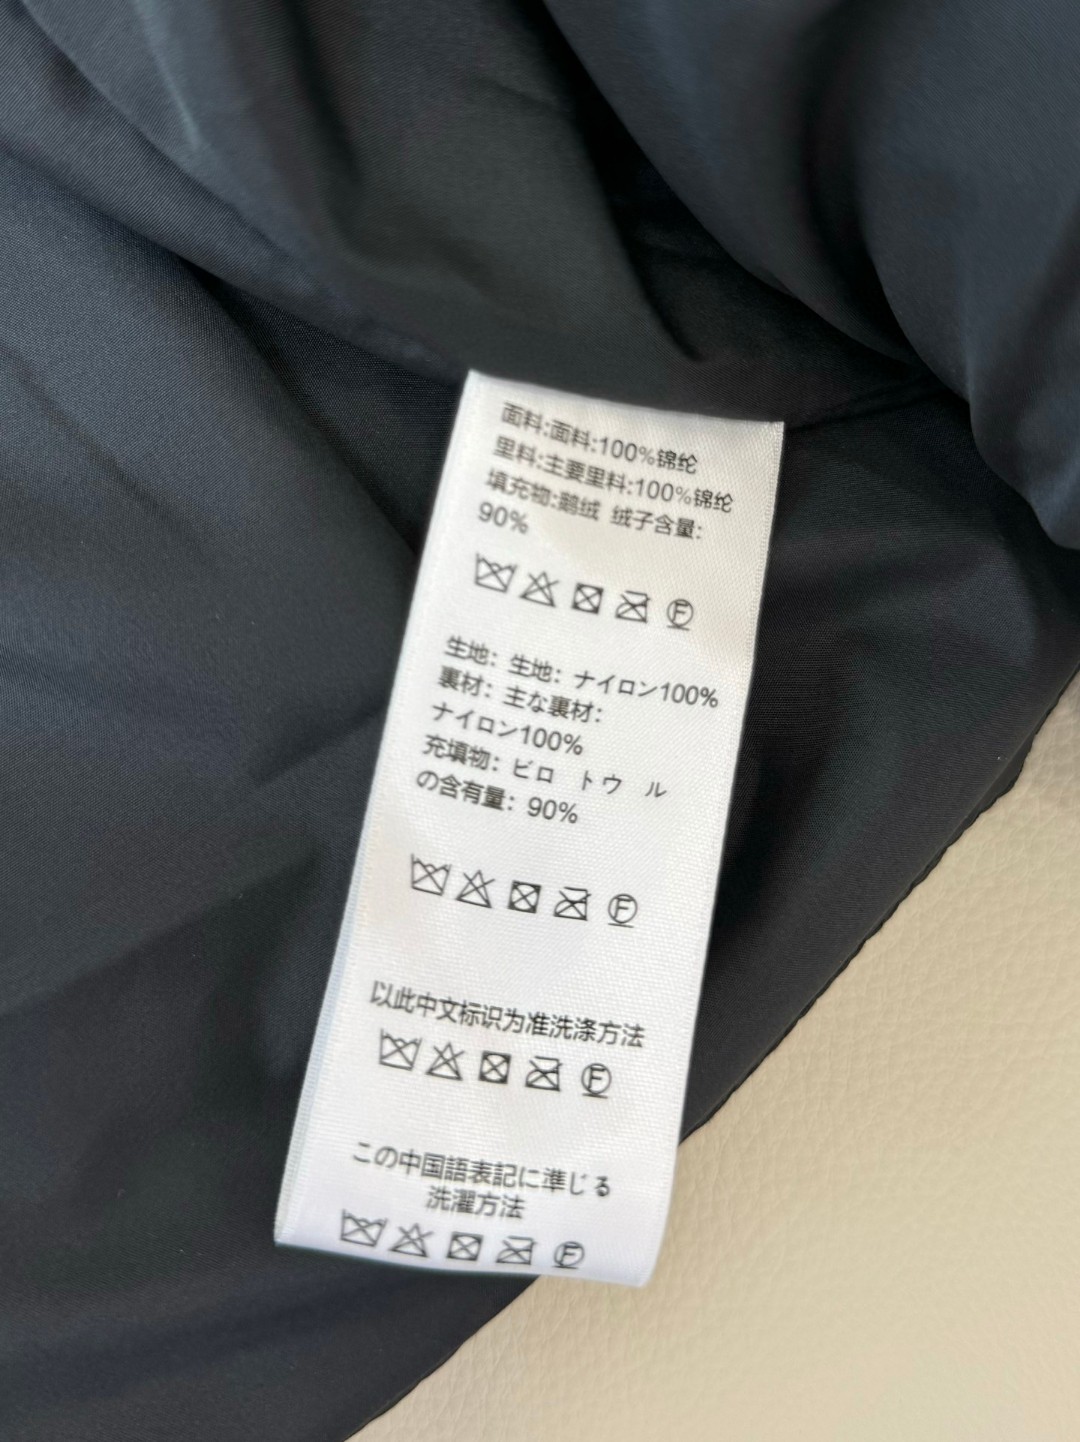 面料:面料:100%锦纶
里料:主要里料:100%锦纶
填充物:鹅绒 绒子含量:
90%
F
生地：生地：ナイロン100%
裏材：主な裏材：
ナイロン100%
充填物：ビロ トウ ル
の含有量：90%
F
以此中文标识为准洗涤方法
F
この中国語表記に準じる
洗濯方法
F